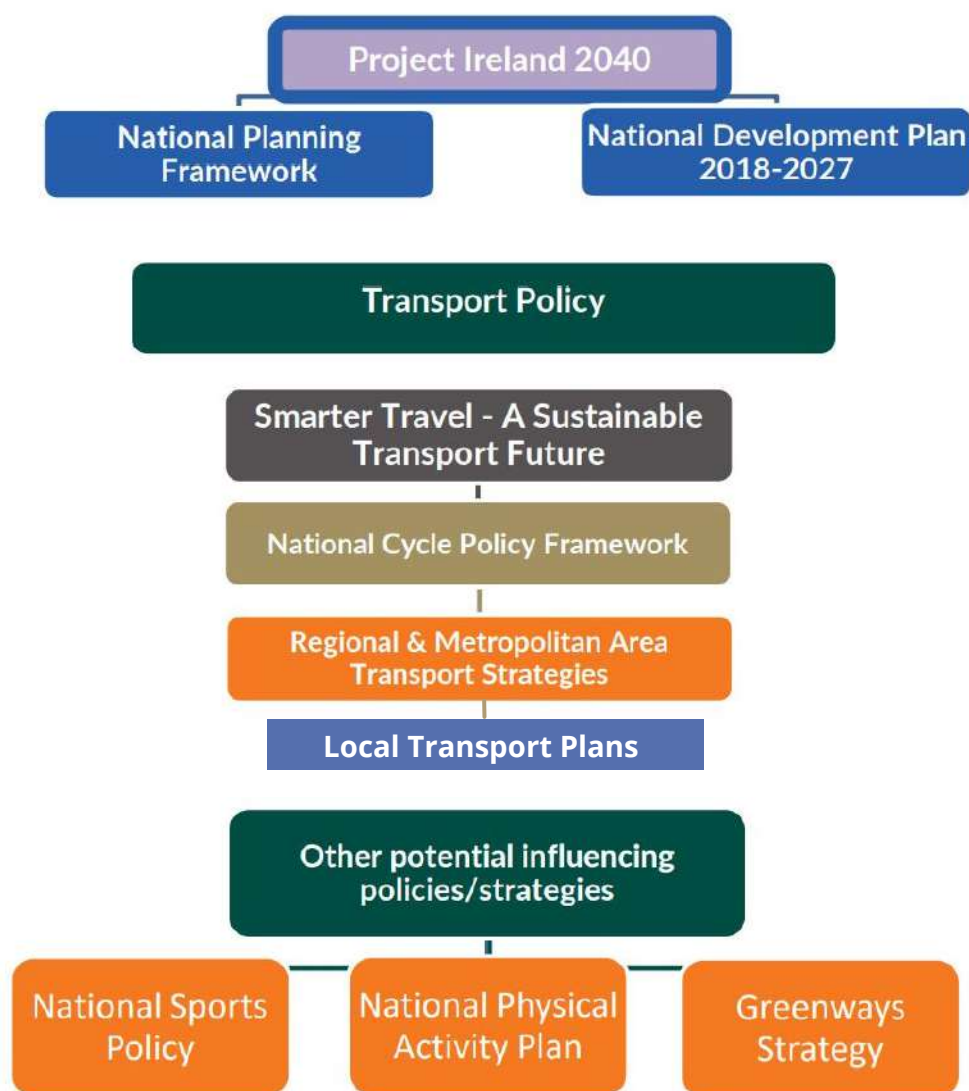 Project Ireland 2040
National Planning
Framework
National Development Plan
2018-2027
Transport Policy
Smarter Travel - A Sustainable
Transport Future
National Cycle Policy Framework
Regional & Metropolitan Area
Transport Strategies
Local Transport Plans
Other potential influencing
policies/strategies
National Sports
Policy
National Physical
Activity Plan
Greenways
Strategy